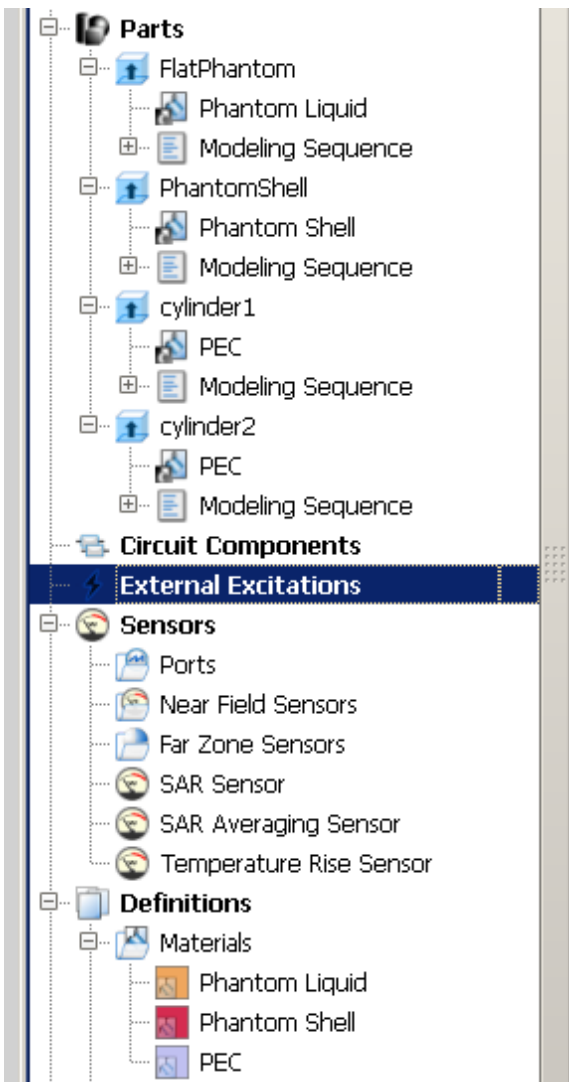 Parts
FlatPhantom
Phantom Liquid
Modeling Sequence
PhantomShell
Phantom Shell
Modeling Sequence
cylinder1
PEC
Modeling Sequence
cylinder2
PEC
Modeling Sequence
Circuit Components
External Excitations
Sensors
Ports
Near Field Sensors
Far Zone Sensors
SAR Sensor
SAR Averaging Sensor
Temperature Rise Sensor
Definitions
Materials
Phantom Liquid
Phantom Shell
PEC